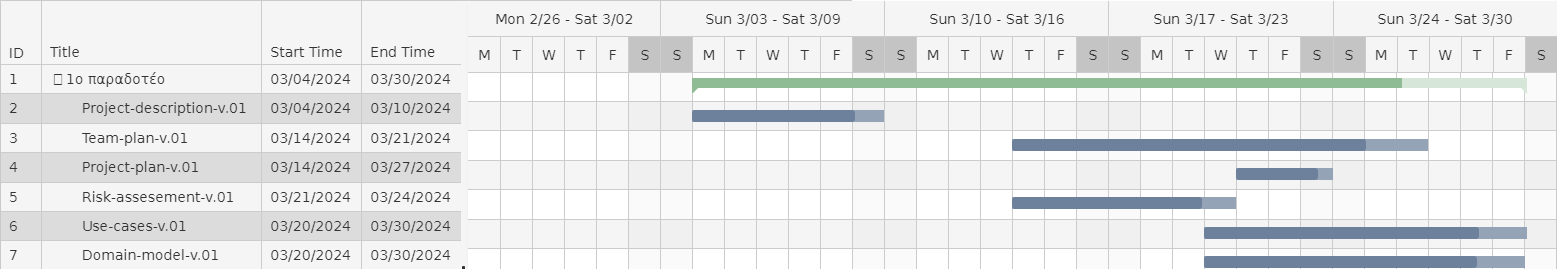 Mon 2/26 - Sat 3/02 Sun 3/03 - Sat 3/09 Sun 3/10 - Sat 3/16 Sun 3/17 - Sat 3/23 Sun 3/24 - Sat 3/30
ID Title Start Time End Time M T W T F S S M T W T F S S M T W T F S S M T W T F S S M T W T F S
1 1ο παραδοτέο 03/04/2024 03/30/2024
2 Project-description-v.01 03/04/2024 03/10/2024
3 Team-plan-v.01 03/14/2024 03/21/2024
4 Project-plan-v.01 03/14/2024 03/27/2024
5 Risk-assesement-v.01 03/21/2024 03/24/2024
6 Use-cases-v.01 03/20/2024 03/30/2024
7 Domain-model-v.01 03/20/2024 03/30/2024